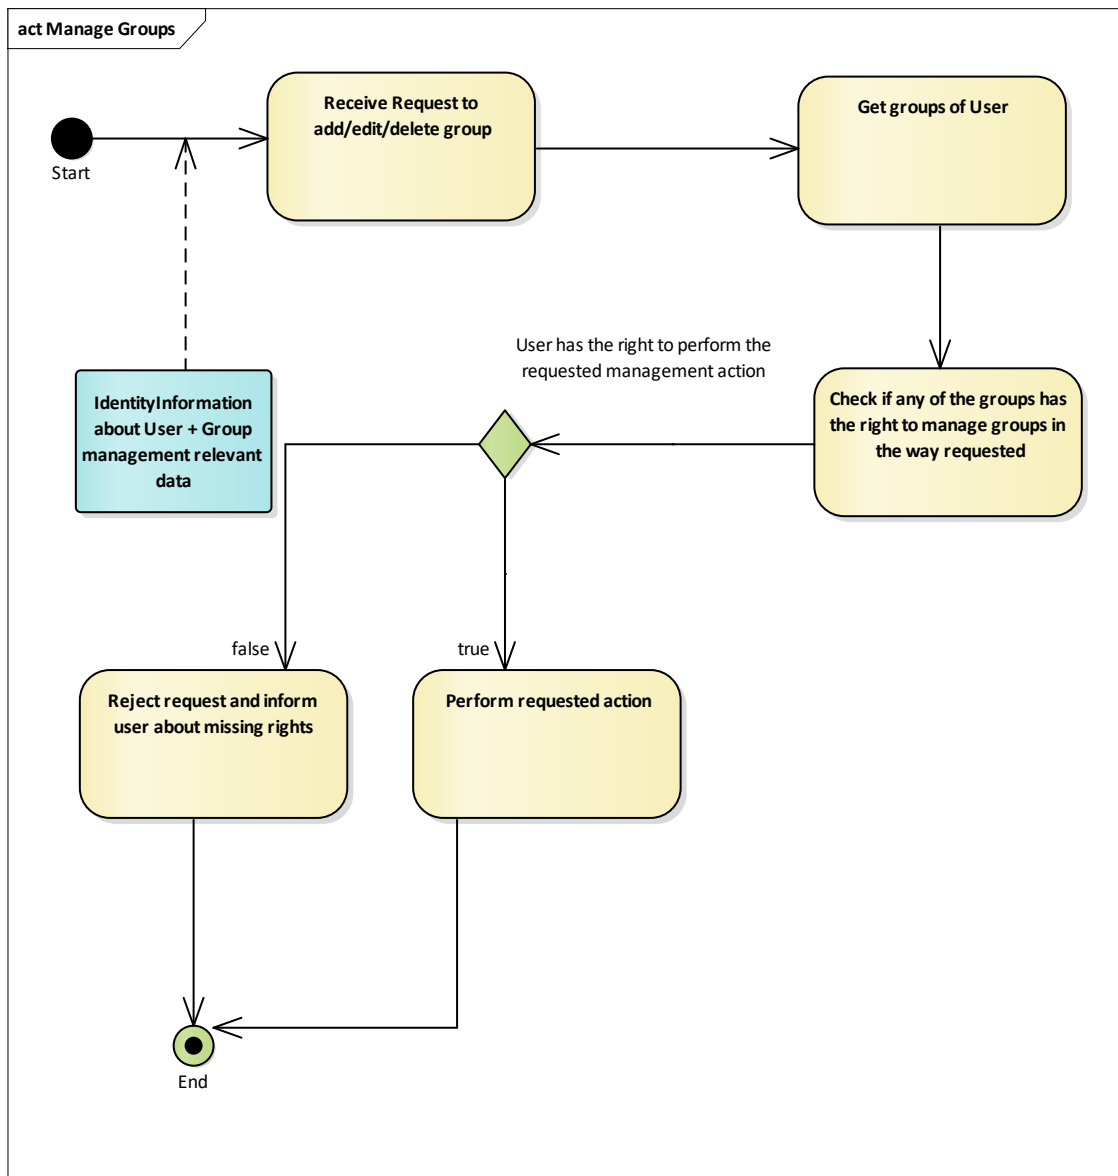 act Manage Groups
Receive Request to
add/edit/delete group
Get groups of User
Start
User has the right to perform the
requested management action
IdentityInformation
about User + Group
management relevant
data
Check if any of the groups has
the right to manage groups in
the way requested
false
true
Reject request and inform
user about missing rights
Perform requested action
End